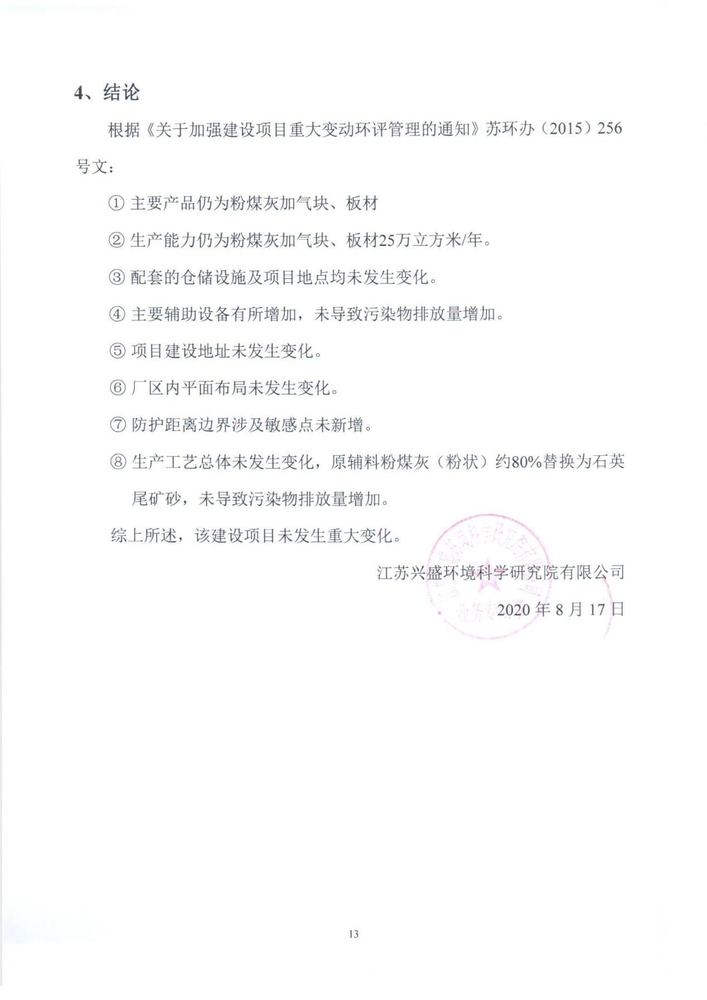 4、结论
根据《关于加强建设项目重大变动环评管理的通知》苏环办（2015）256
号文：
① 主要产品仍为粉煤灰加气块、板材
② 生产能力仍为粉煤灰加气块、板材25万立方米/年。
③ 配套的仓储设施及项目地点均未发生变化。
④ 主要辅助设备有所增加，未导致污染物排放量增加。
⑤ 项目建设地址未发生变化。
⑥ 厂区内平面布局未发生变化。
⑦ 防护距离边界涉及敏感点未新增。
⑧ 生产工艺总体未发生变化，原辅料粉煤灰（粉状）约80%替换为石英
尾矿砂，未导致污染物排放量增加。
综上所述，该建设项目未发生重大变化。
江苏兴盛环境科学研究院有限公司
2020 年 8 月 17 日
业务专用章
13